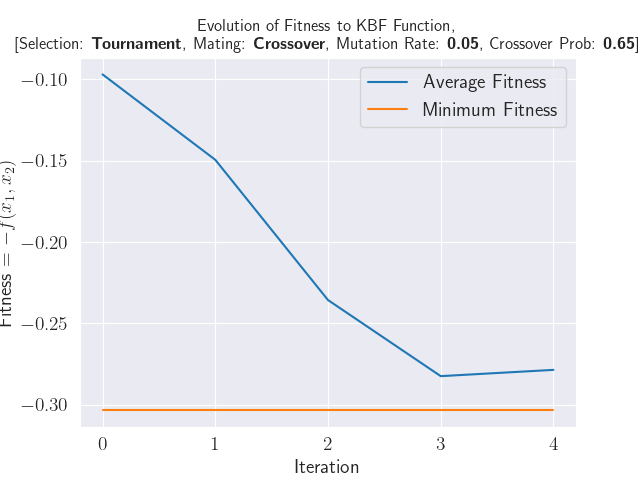 Evolution of Fitness to KBF Function,
[Selection: Tournament, Mating: Crossover, Mutation Rate: 0.05, Crossover Prob: 0.65]
Average Fitness
Minimum Fitness
−0.10
−0.15
−0.20
−0.25
−0.30
Fitness = −f(x₁, x₂)
0 1 2 3 4
Iteration